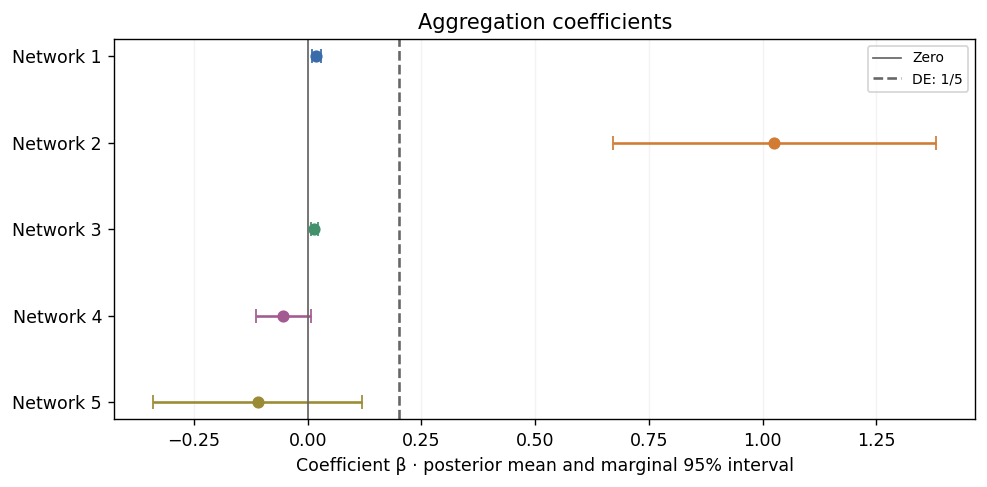 Aggregation coefficients
Network 1
Network 2
Network 3
Network 4
Network 5
Zero
DE: 1/5
−0.25 0.00 0.25 0.50 0.75 1.00 1.25
Coefficient β · posterior mean and marginal 95% interval